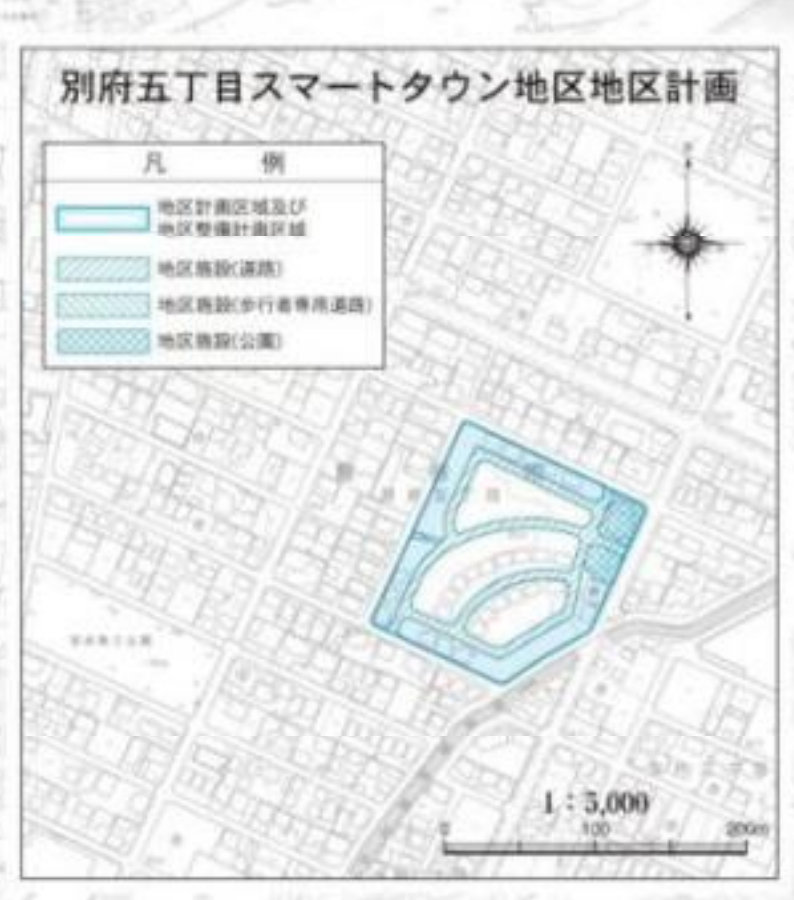 別府五丁目スマートタウン地区地区計画
凡 例
地区計画区域及び
地区整備計画区域
地区施設(道路)
地区施設(歩行者専用道路)
地区施設(公園)
1：5,000
0 100 200m